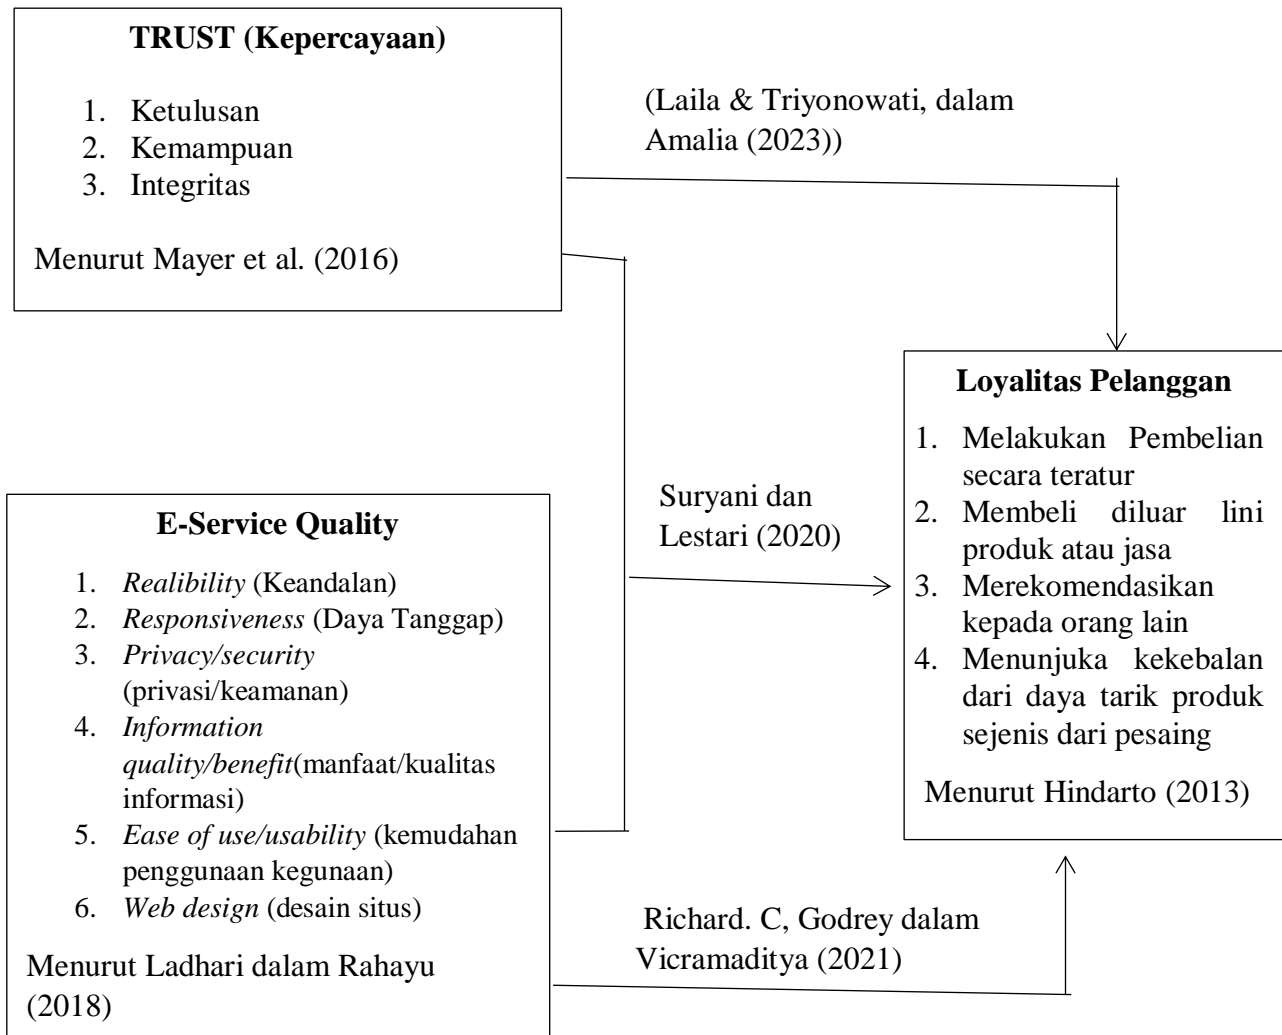 TRUST (Kepercayaan)
1. Ketulusan
2. Kemampuan
3. Integritas
Menurut Mayer et al. (2016)
(Laila & Triyonowati, dalam
Amalia (2023))
E-Service Quality
1. Realibility (Keandalan)
2. Responsiveness (Daya Tanggap)
3. Privacy/security
(privasi/keamanan)
4. Information
quality/benefit(manfaat/kualitas
informasi)
5. Ease of use/usability (kemudahan
penggunaan kegunaan)
6. Web design (desain situs)
Menurut Ladhari dalam Rahayu
(2018)
Suryani dan
Lestari (2020)
Richard. C, Godrey dalam
Vicramaditya (2021)
Loyalitas Pelanggan
1. Melakukan Pembelian
secara teratur
2. Membeli diluar lini
produk atau jasa
3. Merekomendasikan
kepada orang lain
4. Menunjuka kekebalan
dari daya tarik produk
sejenis dari pesaing
Menurut Hindarto (2013)